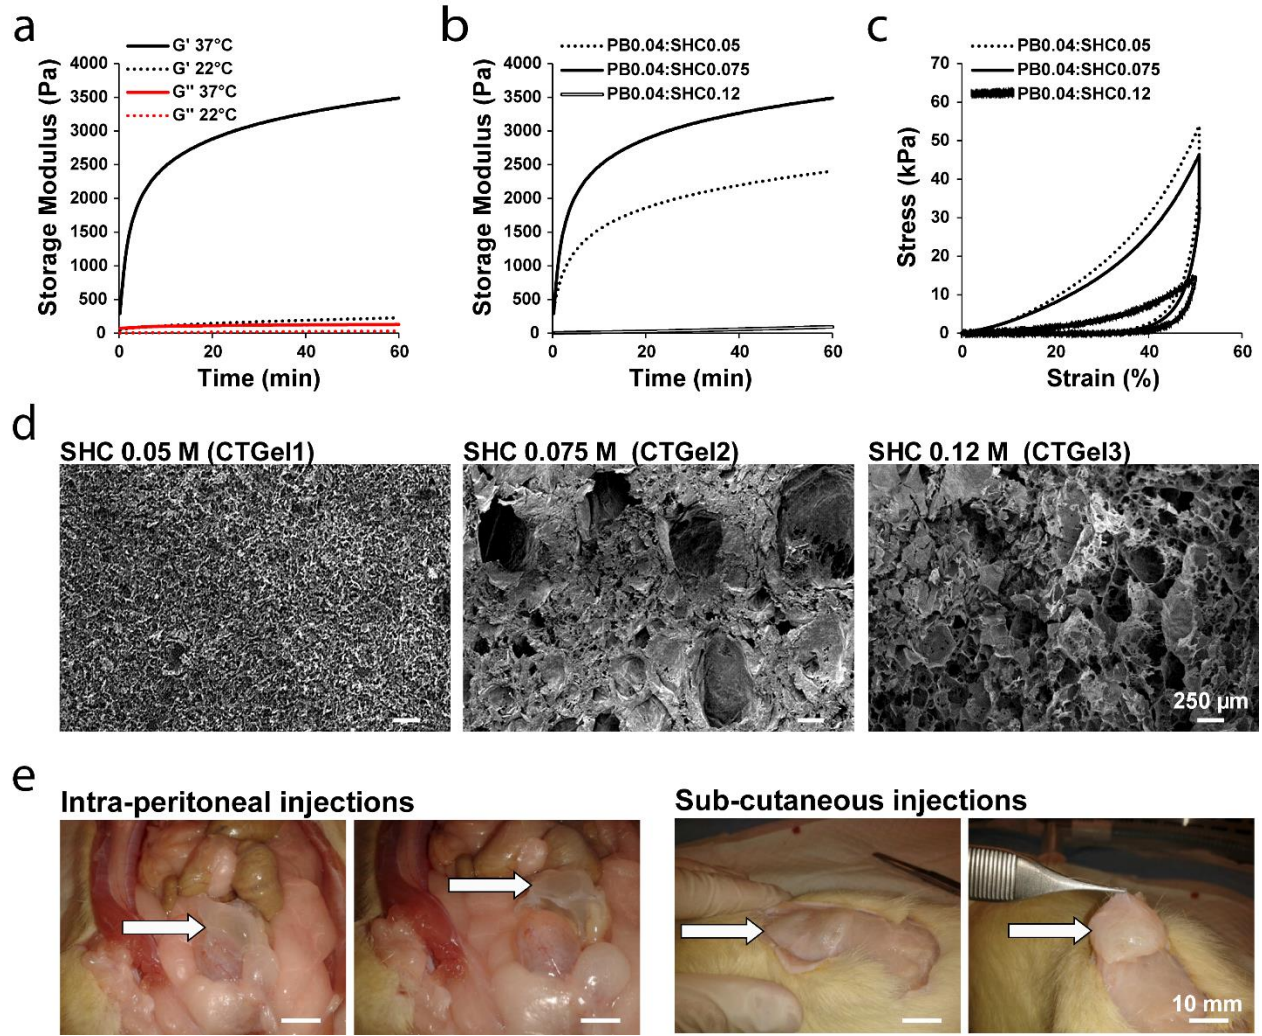 a
G' 37°C
G' 22°C
G'' 37°C
G'' 22°C
Storage Modulus (Pa)
4000
3500
3000
2500
2000
1500
1000
500
0
0 20 40 60
Time (min)
b
PB0.04:SHC0.05
PB0.04:SHC0.075
PB0.04:SHC0.12
Storage Modulus (Pa)
4000
3500
3000
2500
2000
1500
1000
500
0
0 20 40 60
Time (min)
c
PB0.04:SHC0.05
PB0.04:SHC0.075
PB0.04:SHC0.12
Stress (kPa)
70
60
50
40
30
20
10
0
0 20 40 60
Strain (%)
d
SHC 0.05 M (CTGel1)
SHC 0.075 M (CTGel2)
SHC 0.12 M (CTGel3)
250 µm
e
Intra-peritoneal injections
Sub-cutaneous injections
10 mm